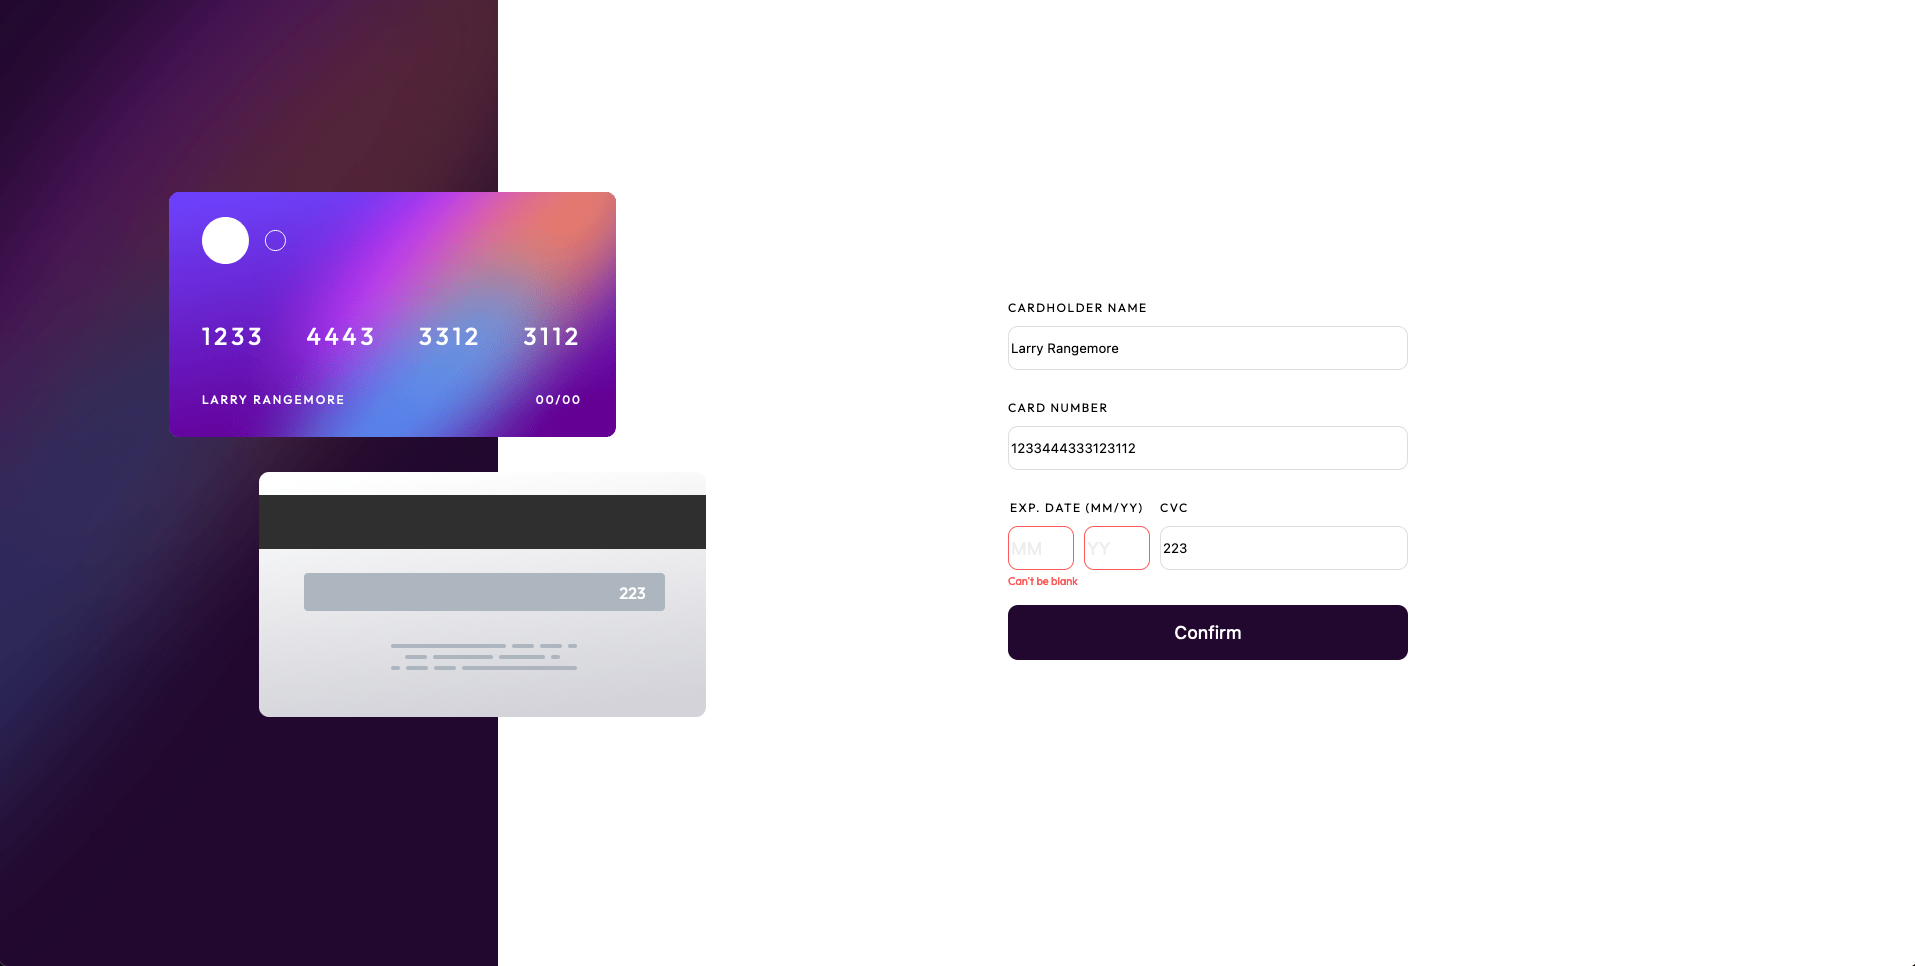 1233 4443 3312 3112
LARRY RANGEMORE 00/00
223
CARDHOLDER NAME
Larry Rangemore
CARD NUMBER
1233444333123112
EXP. DATE (MM/YY) CVC
MM YY 223
Can't be blank
Confirm